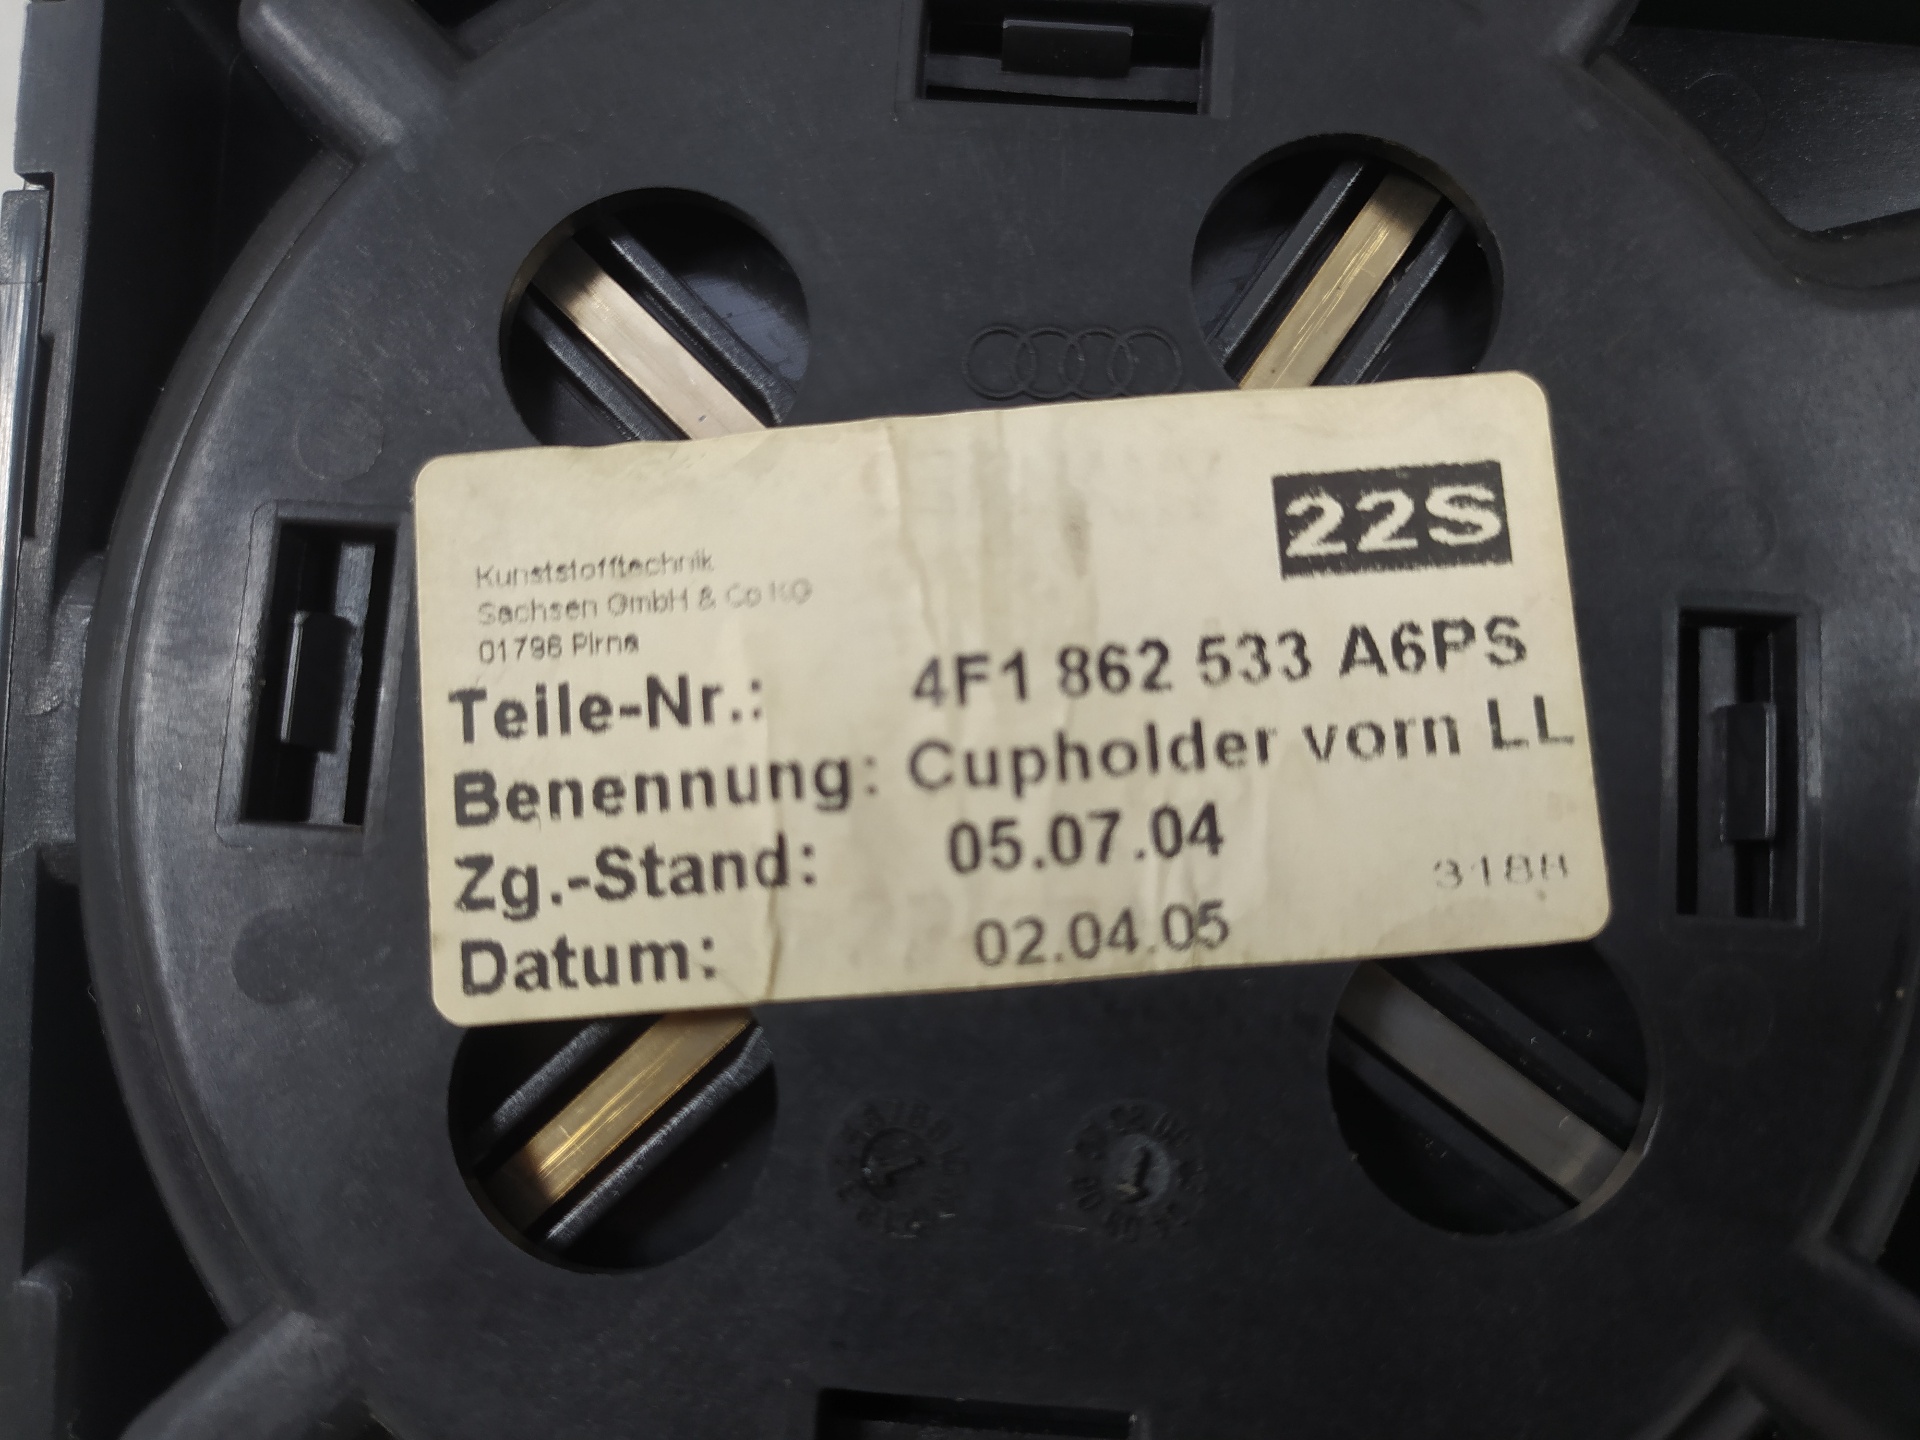 22S
Kunststofftechnik
Sachsen GmbH & Co KG
01796 Pirna
Teile-Nr.: 4F1 862 533 A6PS
Benennung: Cupholder vorn LL
Zg.-Stand: 05.07.04
3188
Datum: 02.04.05